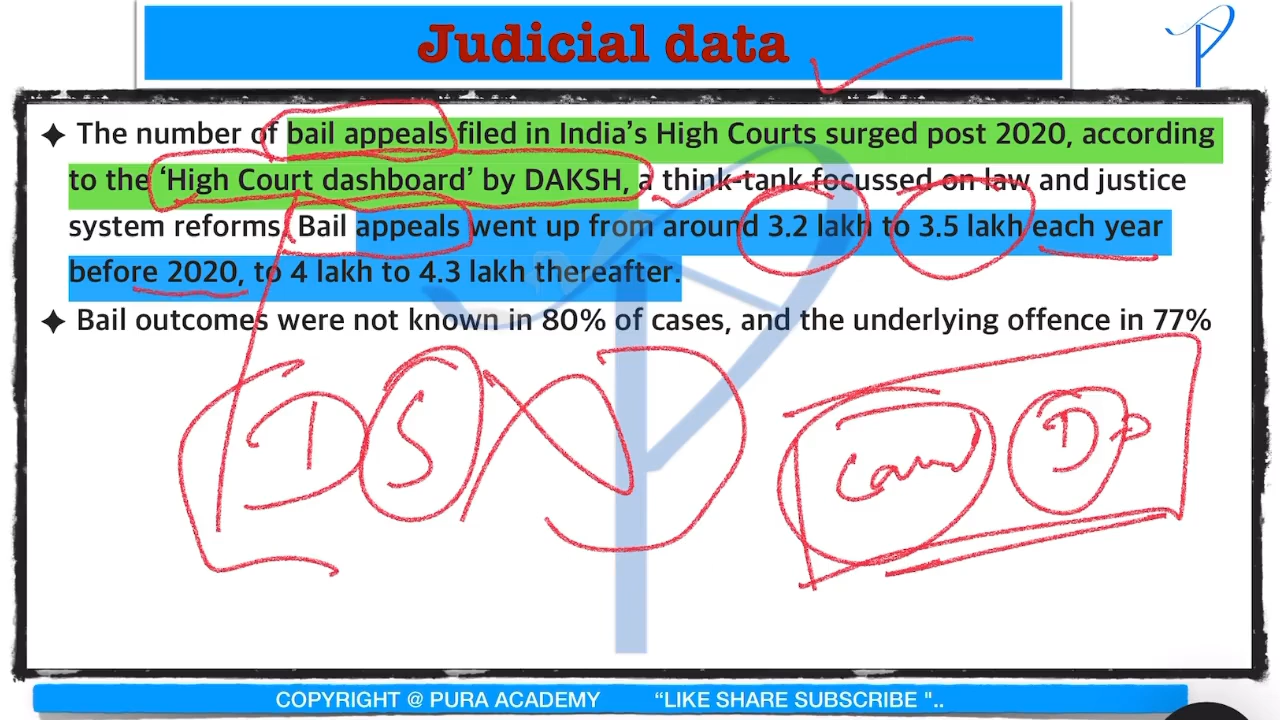 Judicial data
✦ The number of bail appeals filed in India’s High Courts surged post 2020, according
to the ‘High Court dashboard’ by DAKSH, a think-tank focussed on law and justice
system reforms. Bail appeals went up from around 3.2 lakh to 3.5 lakh each year
before 2020, to 4 lakh to 4.3 lakh thereafter.
✦ Bail outcomes were not known in 80% of cases, and the underlying offence in 77%
COPYRIGHT @ PURA ACADEMY “LIKE SHARE SUBSCRIBE "..